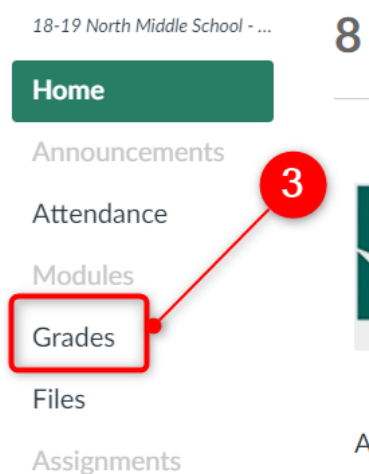 18-19 North Middle School - ...
8
Home
Announcements
3
Attendance
Modules
Grades
Files
A
Assignments